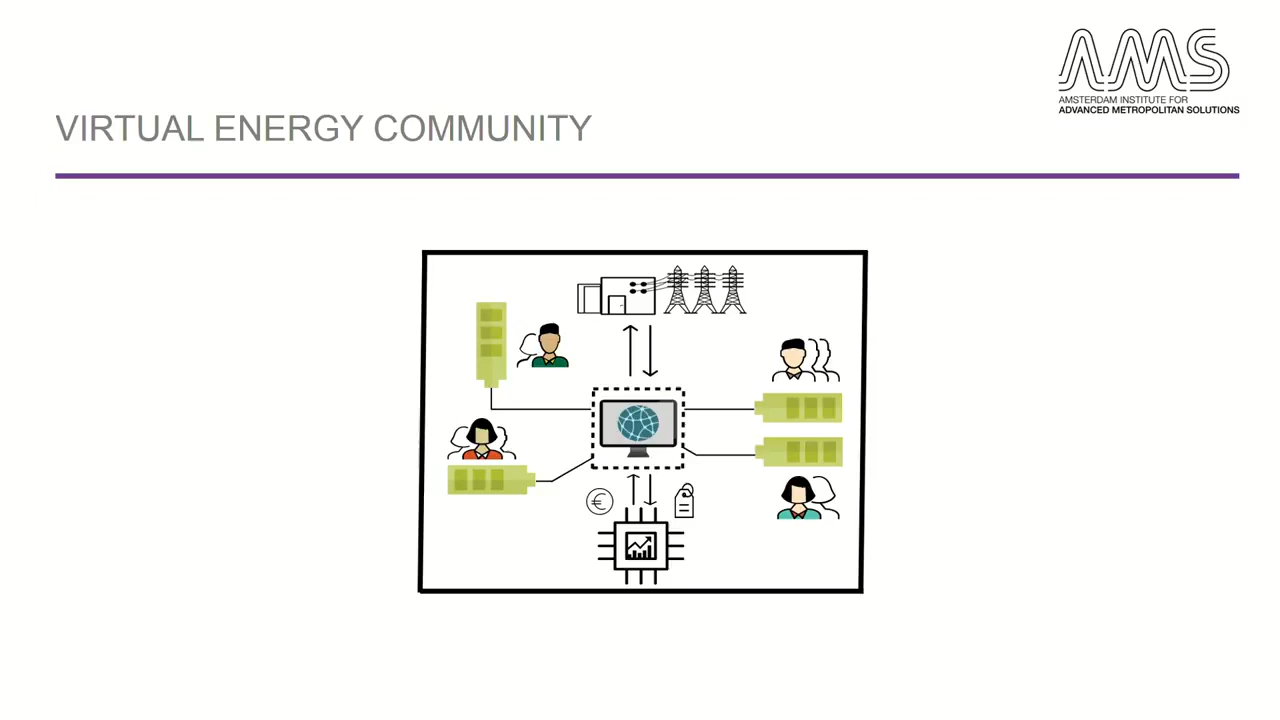 AMS
AMSTERDAM INSTITUTE FOR
ADVANCED METROPOLITAN SOLUTIONS
VIRTUAL ENERGY COMMUNITY
€